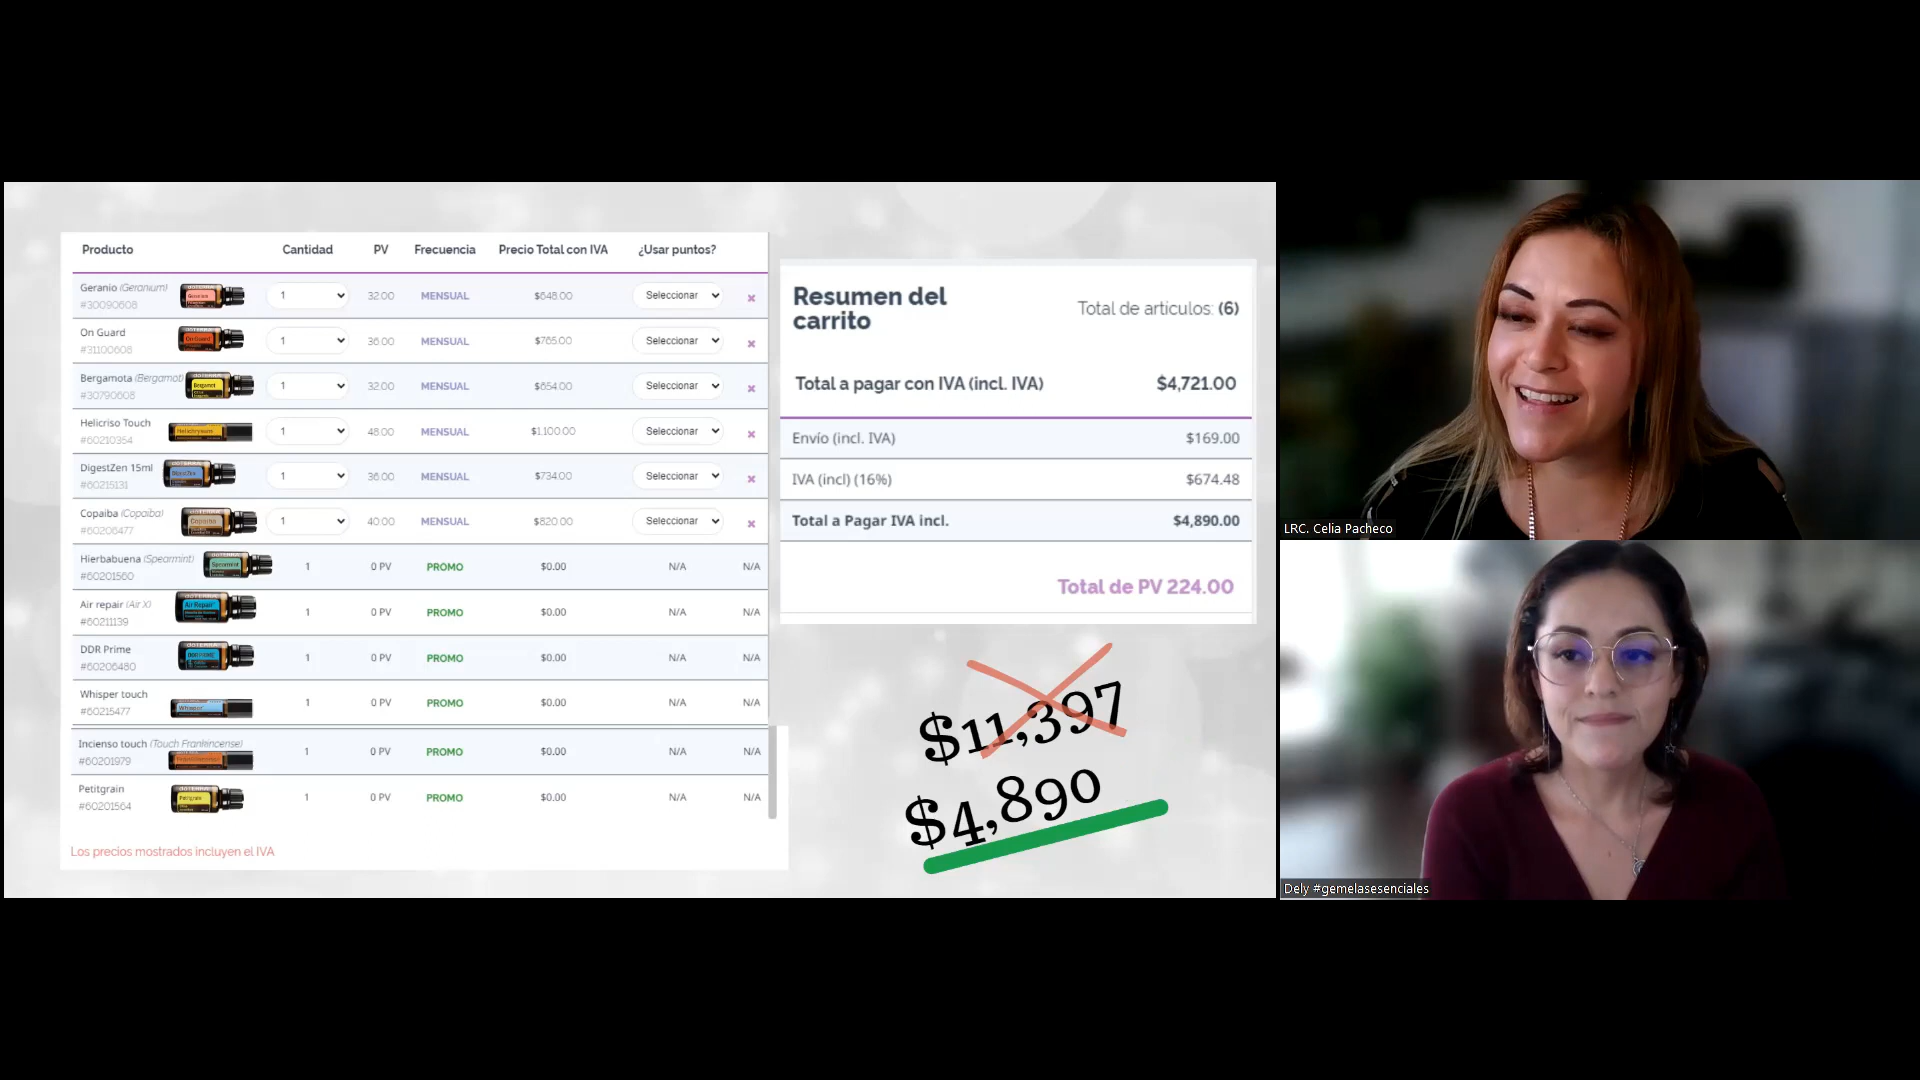 Producto Cantidad PV Frecuencia Precio Total con IVA ¿Usar puntos?
Geranio (Geranium)
#30090608
1 32.00 MENSUAL $648.00 Seleccionar
On Guard
#31100608
1 36.00 MENSUAL $765.00 Seleccionar
Bergamota (Bergamot)
#30790608
1 32.00 MENSUAL $654.00 Seleccionar
Helicriso Touch
#60210354
1 48.00 MENSUAL $1,100.00 Seleccionar
DigestZen 15ml
#60215131
1 36.00 MENSUAL $734.00 Seleccionar
Copaiba (Copaiba)
#60206477
1 40.00 MENSUAL $820.00 Seleccionar
Hierbabuena (Spearmint)
#60201560
1 0 PV PROMO $0.00 N/A N/A
Air repair (Air X)
#60211139
1 0 PV PROMO $0.00 N/A N/A
DDR Prime
#60206480
1 0 PV PROMO $0.00 N/A N/A
Whisper touch
#60215477
1 0 PV PROMO $0.00 N/A N/A
Incienso touch (Touch Frankincense)
#60201979
1 0 PV PROMO $0.00 N/A N/A
Petitgrain
#60201564
1 0 PV PROMO $0.00 N/A N/A
Los precios mostrados incluyen el IVA
Resumen del
carrito
Total de articulos: (6)
Total a pagar con IVA (incl. IVA) $4,721.00
Envío (incl. IVA) $169.00
IVA (incl) (16%) $674.48
Total a Pagar IVA incl. $4,890.00
Total de PV 224.00
$11,397
$4,890
LRC. Celia Pacheco
Dely #gemelasesenciales